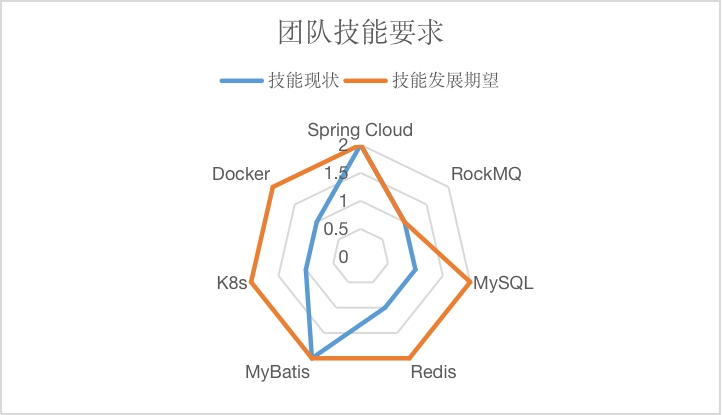 团队技能要求
技能现状 技能发展期望
Spring Cloud
2
1.5
1
0.5
0
RockMQ
MySQL
Redis
MyBatis
K8s
Docker